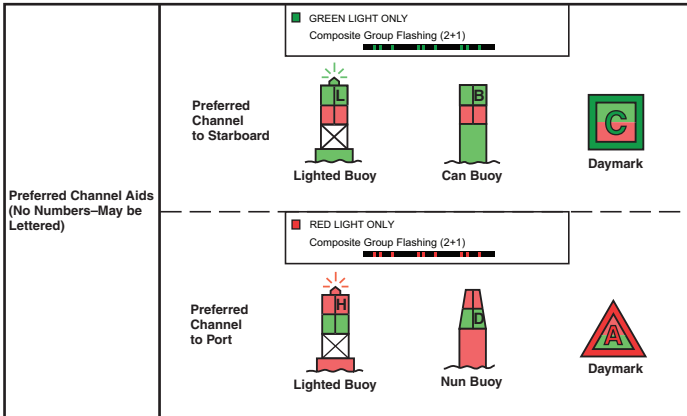 GREEN LIGHT ONLY
Composite Group Flashing (2+1)
Preferred
Channel
to Starboard
L
B
C
Lighted Buoy
Can Buoy
Daymark
Preferred Channel Aids
(No Numbers–May be
Lettered)
RED LIGHT ONLY
Composite Group Flashing (2+1)
Preferred
Channel
to Port
H
D
A
Lighted Buoy
Nun Buoy
Daymark